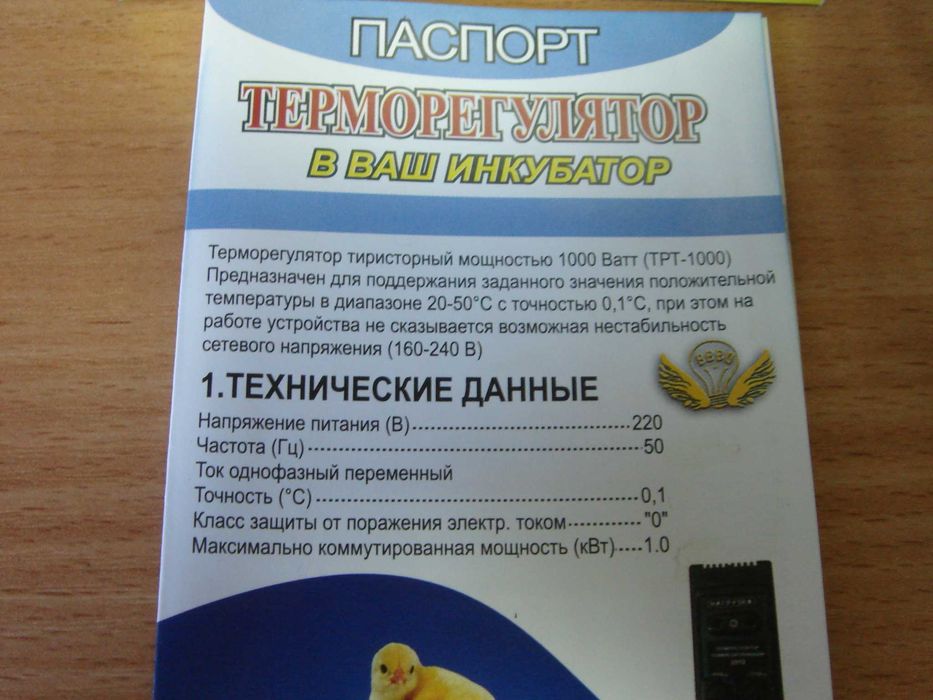 ПАСПОРТ
ТЕРМОРЕГУЛЯТОР
В ВАШ ИНКУБАТОР
Терморегулятор тиристорный мощностью 1000 Ватт (ТРТ-1000)
Предназначен для поддержания заданного значения положительной
температуры в диапазоне 20-50°С с точностью 0,1°С, при этом на
работе устройства не сказывается возможная нестабильность
сетевого напряжения (160-240 В)
1.ТЕХНИЧЕСКИЕ ДАННЫЕ
Напряжение питания (В)..............................220
Частота (Гц)..............................50
Ток однофазный переменный
Точность (°С)..............................0,1
Класс защиты от поражения электр. током............"0"
Максимально коммутированная мощность (кВт).....1.0
НАГРУЗКА